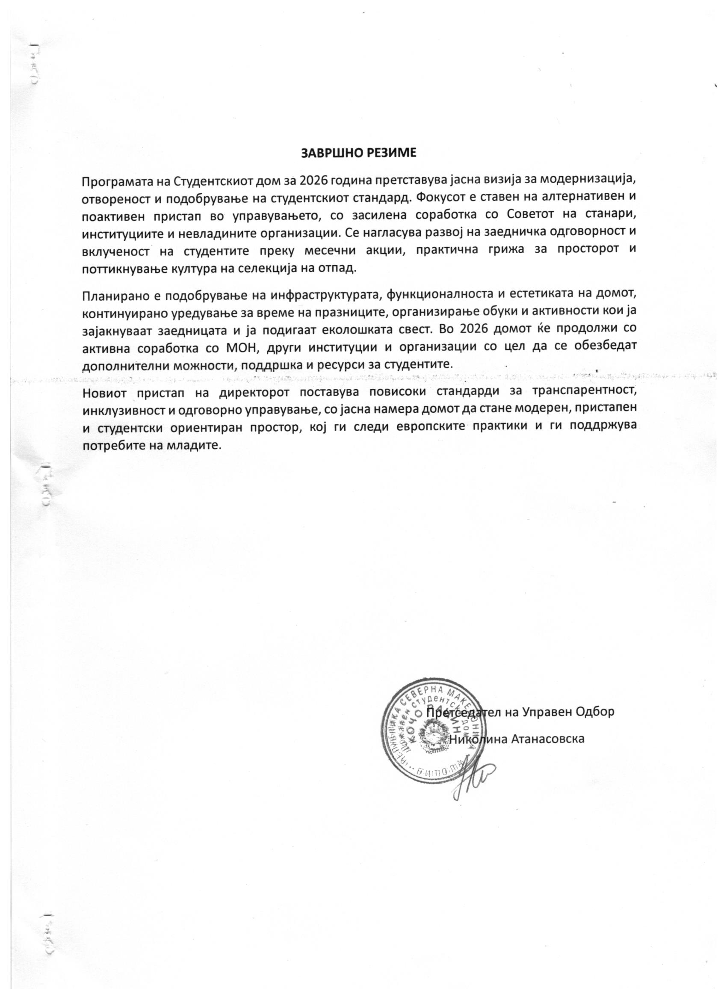 ЗАВРШНО РЕЗИМЕ
Програмата на Студентскиот дом за 2026 година претставува јасна визија за модернизација,
отвореност и подобрување на студентскиот стандард. Фокусот е ставен на алтернативен и
поактивен пристап во управувањето, со засилена соработка со Советот на станари,
институциите и невладините организации. Се нагласува развој на заедничка одговорност и
вклученост на студентите преку месечни акции, практична грижа за просторот и
поттикнување култура на селекција на отпад.
Планирано е подобрување на инфраструктурата, функционалноста и естетиката на домот,
континуирано уредување за време на празниците, организирање обуки и активности кои ја
зајакнуваат заедницата и ја подигаат еколошката свест. Во 2026 домот ќе продолжи со
активна соработка со МОН, други институции и организации со цел да се обезбедат
дополнителни можности, поддршка и ресурси за студентите.
Новиот пристап на директорот поставува повисоки стандарди за транспарентност,
инклузивност и одговорно управување, со јасна намера домот да стане модерен, пристапен
и студентски ориентиран простор, кој ги следи европските практики и ги поддржува
потребите на младите.
Претседател на Управен Одбор
Николина Атанасовска
РЕПУБЛИКА СЕВЕРНА МАКЕДОНИЈА
Државен студентски дом
КОЧО РАЦИН
БИТОЛА